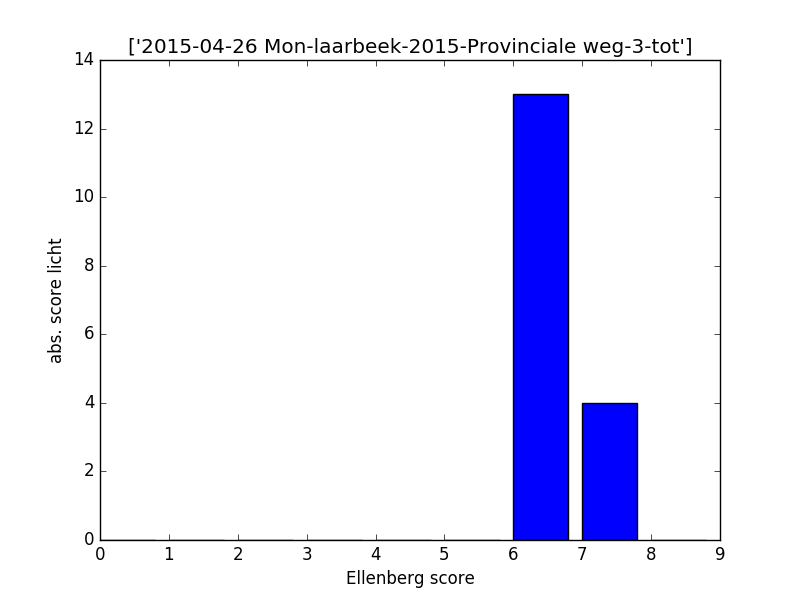 ['2015-04-26 Mon-laarbeek-2015-Provinciale weg-3-tot']
14
12
10
8
6
4
2
0
abs. score licht
0 1 2 3 4 5 6 7 8 9
Ellenberg score